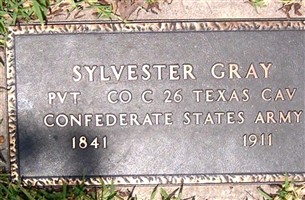 SYLVESTER GRAY
PVT CO C 26 TEXAS CAV
CONFEDERATE STATES ARMY
1841 1911